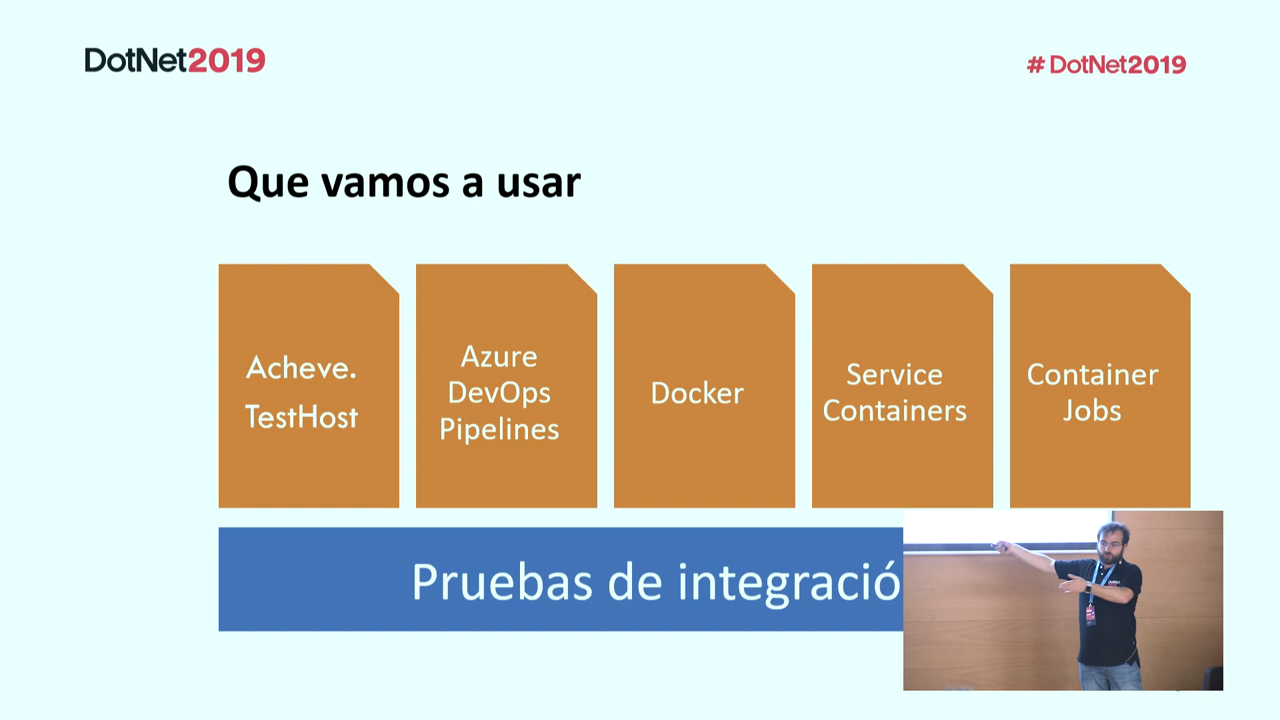 DotNet2019
# DotNet2019
Que vamos a usar
Acheve.
TestHost
Azure
DevOps
Pipelines
Docker
Service
Containers
Container
Jobs
Pruebas de integració